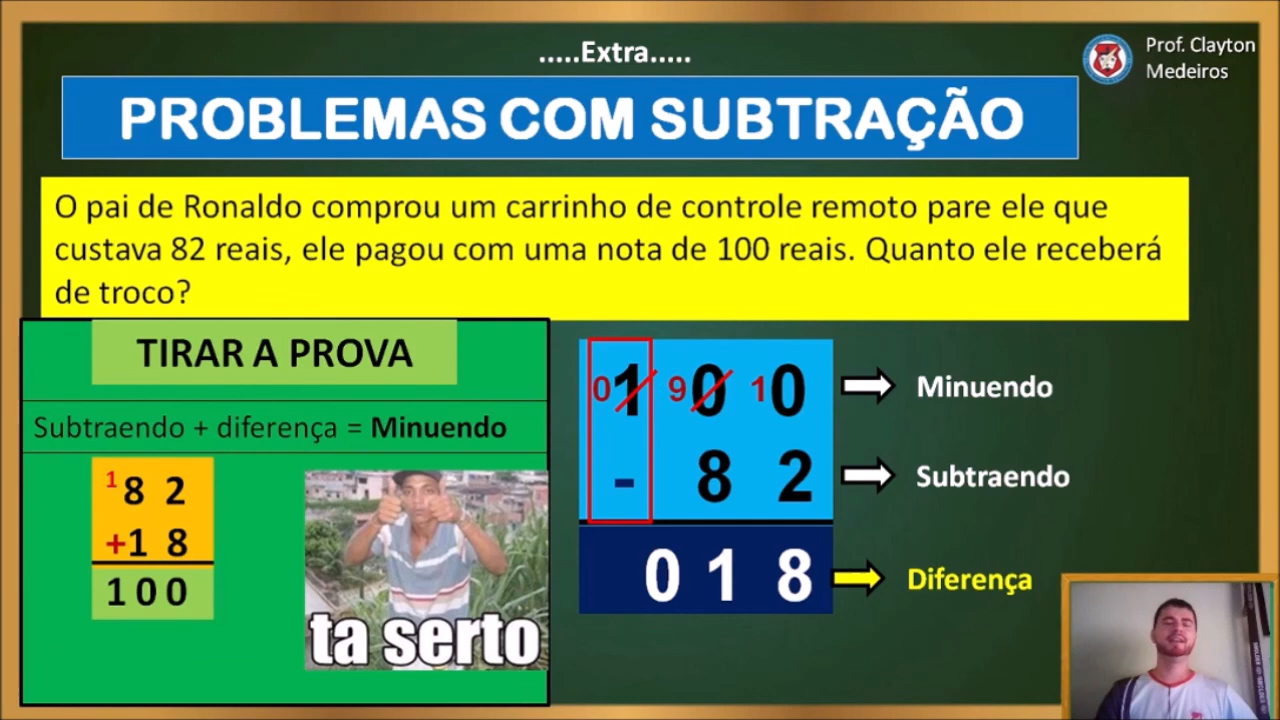 .....Extra.....
Prof. Clayton
Medeiros
PROBLEMAS COM SUBTRAÇÃO
O pai de Ronaldo comprou um carrinho de controle remoto pare ele que
custava 82 reais, ele pagou com uma nota de 100 reais. Quanto ele receberá
de troco?
TIRAR A PROVA
Subtraendo + diferença = Minuendo
1 8 2
+1 8
1 0 0
ta serto
0 1 9 0 1 0
- 8 2
0 1 8
Minuendo
Subtraendo
Diferença